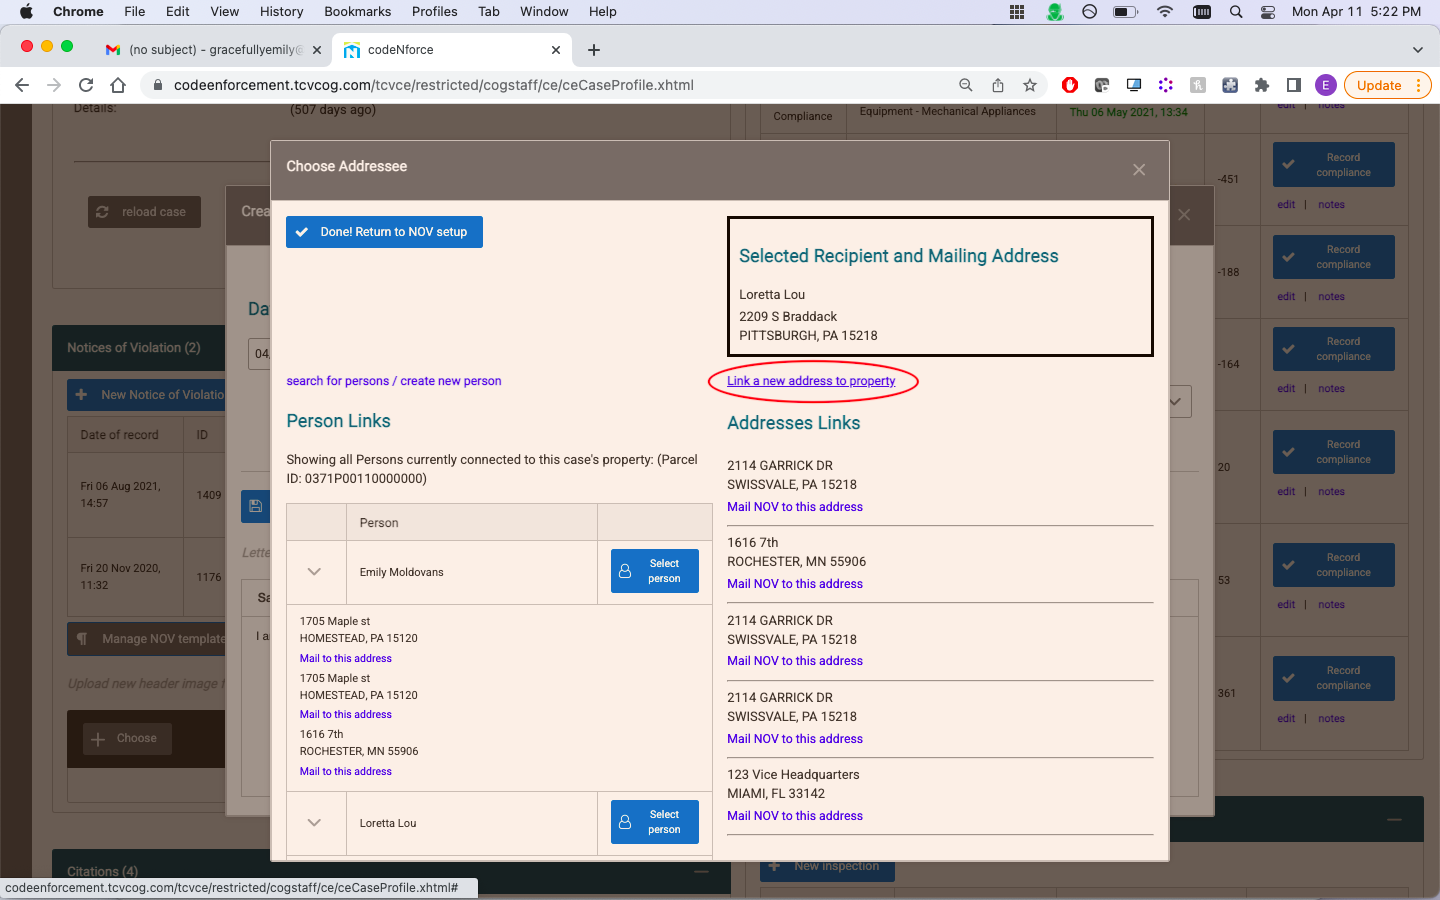 Chrome File Edit View History Bookmarks Profiles Tab Window Help Mon Apr 11 5:22 PM
(no subject) - gracefullyemily@
codeNforce
codeenforcement.tcvcog.com/tcvce/restricted/cogstaff/ce/ceCaseProfile.xhtml
E
Update
Details:
(507 days ago)
reload case
Notices of Violation (2)
New Notice of Violatio
Date of record ID
Fri 06 Aug 2021,
14:57
1409
Fri 20 Nov 2020,
11:32
1176
Manage NOV template
Upload new header image f
Choose
Citations (4)
Crea
Da
04,
Lette
Sa
I a
Choose Addressee
Done! Return to NOV setup
Selected Recipient and Mailing Address
Loretta Lou
2209 S Braddack
PITTSBURGH, PA 15218
search for persons / create new person
Link a new address to property
Person Links
Showing all Persons currently connected to this case's property: (Parcel
ID: 0371P00110000000)
Person
Emily Moldovans
Select
person
1705 Maple st
HOMESTEAD, PA 15120
Mail to this address
1705 Maple st
HOMESTEAD, PA 15120
Mail to this address
1616 7th
ROCHESTER, MN 55906
Mail to this address
Loretta Lou
Select
person
Addresses Links
2114 GARRICK DR
SWISSVALE, PA 15218
Mail NOV to this address
1616 7th
ROCHESTER, MN 55906
Mail NOV to this address
2114 GARRICK DR
SWISSVALE, PA 15218
Mail NOV to this address
2114 GARRICK DR
SWISSVALE, PA 15218
Mail NOV to this address
123 Vice Headquarters
MIAMI, FL 33142
Mail NOV to this address
Compliance
Equipment - Mechanical Appliances
Thu 06 May 2021, 13:34
edit | notes
-451
Record
compliance
edit | notes
-188
Record
compliance
edit | notes
-164
Record
compliance
edit | notes
20
Record
compliance
edit | notes
53
Record
compliance
edit | notes
361
Record
compliance
edit | notes
New inspection
codeenforcement.tcvcog.com/tcvce/restricted/cogstaff/ce/ceCaseProfile.xhtml#